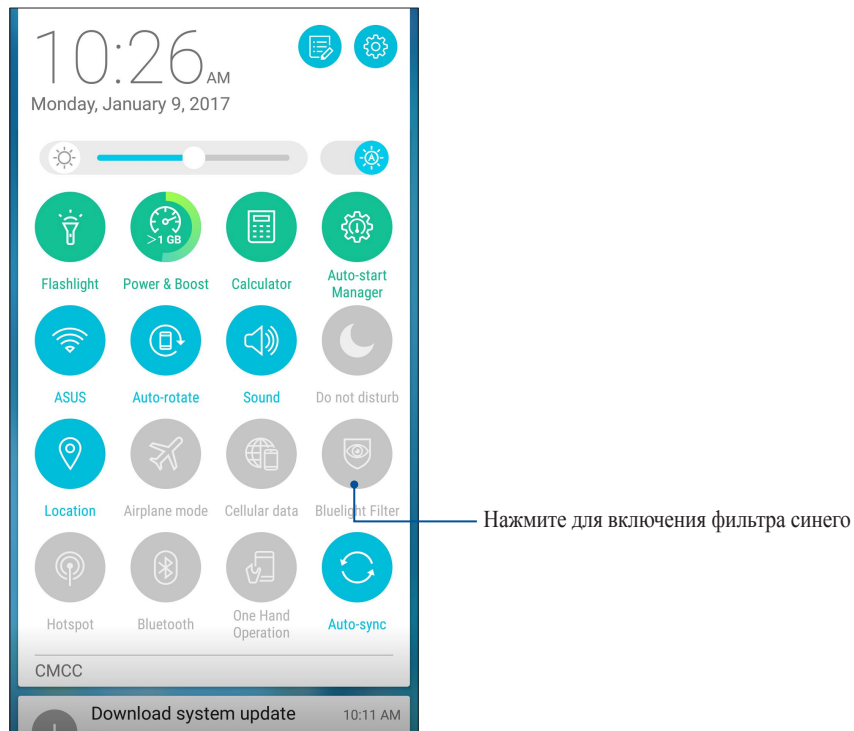 10:26 AM
Monday, January 9, 2017
A
>1 GB
Flashlight
Power & Boost
Calculator
Auto-start
Manager
ASUS
Auto-rotate
Sound
Do not disturb
Location
Airplane mode
Cellular data
Bluelight Filter
Нажмите для включения фильтра синего
Hotspot
Bluetooth
One Hand
Operation
Auto-sync
CMCC
Download system update
10:11 AM